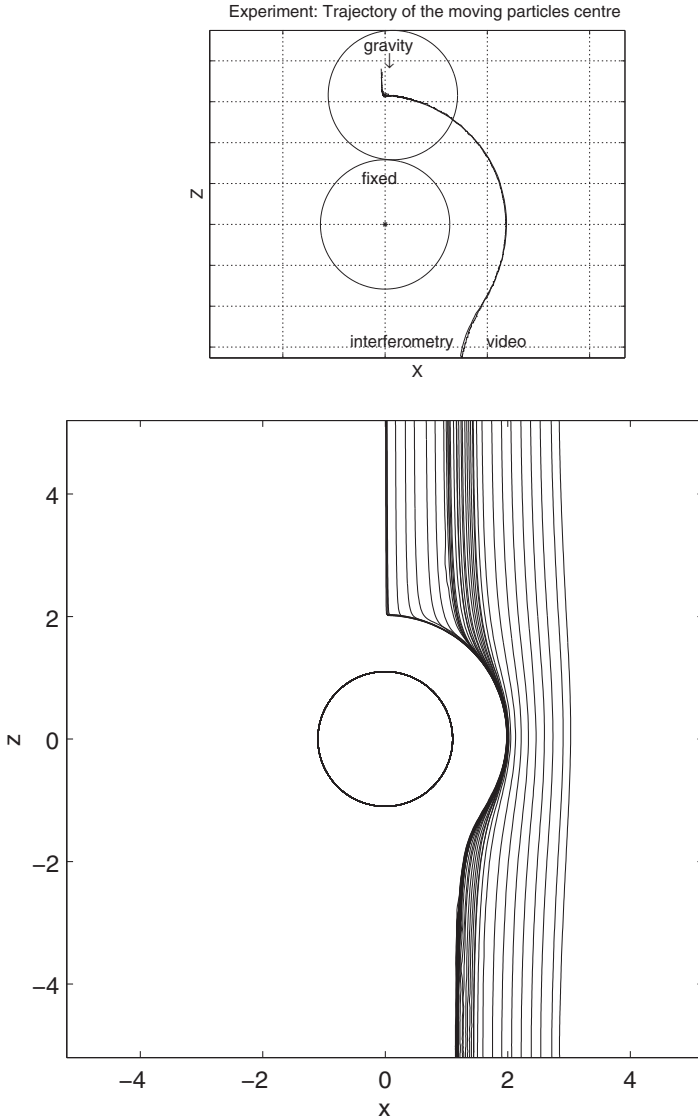 Experiment: Trajectory of the moving particles centre
gravity
fixed
z
interferometry video
x
4
2
0
−2
−4
z
−4 −2 0 2 4
x